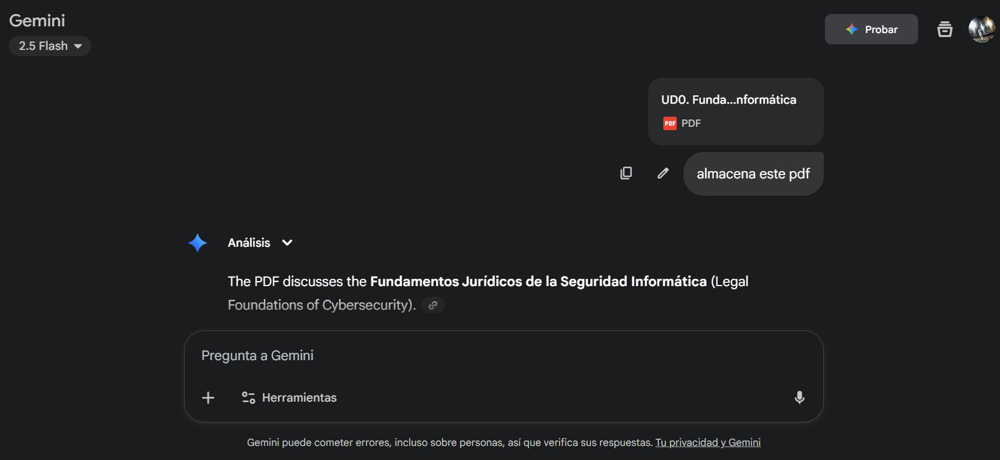 Gemini
2.5 Flash
Probar
UD0. Funda...nformática
PDF PDF
almacena este pdf
Análisis
The PDF discusses the Fundamentos Jurídicos de la Seguridad Informática (Legal
Foundations of Cybersecurity).
Pregunta a Gemini
Herramientas
Gemini puede cometer errores, incluso sobre personas, así que verifica sus respuestas. Tu privacidad y Gemini